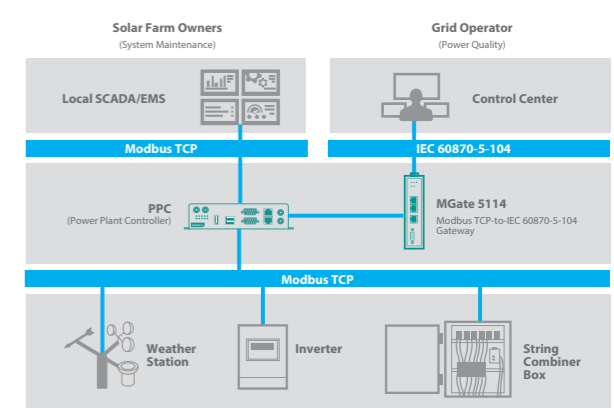 Solar Farm Owners
(System Maintenance)
Grid Operator
(Power Quality)
Local SCADA/EMS
Control Center
Modbus TCP
IEC 60870-5-104
PPC
(Power Plant Controller)
MGate 5114
Modbus TCP-to-IEC 60870-5-104
Gateway
Modbus TCP
Weather
Station
Inverter
String
Combiner
Box